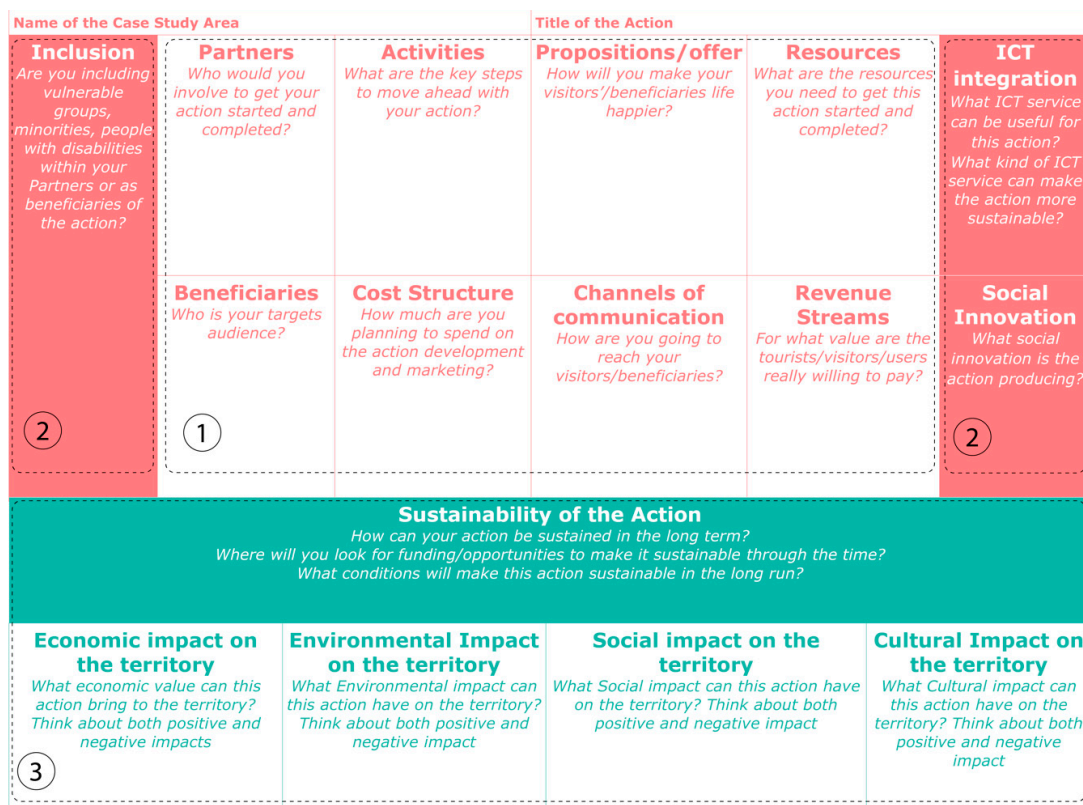 Name of the Case Study Area
Title of the Action
Inclusion
Are you including
vulnerable
groups,
minorities, people
with disabilities
within your
Partners or as
beneficiaries of
the action?
2
Partners
Who would you
involve to get your
action started and
completed?
Activities
What are the key steps
to move ahead with
your action?
Propositions/offer
How will you make your
visitors’/beneficiaries life
happier?
Resources
What are the resources
you need to get this
action started and
completed?
ICT
integration
What ICT service
can be useful for
this action?
What kind of ICT
service can make
the action more
sustainable?
Beneficiaries
Who is your targets
audience?
1
Cost Structure
How much are you
planning to spend on
the action development
and marketing?
Channels of
communication
How are you going to
reach your
visitors/beneficiaries?
Revenue
Streams
For what value are the
tourists/visitors/users
really willing to pay?
Social
Innovation
What social
innovation is the
action producing?
2
Sustainability of the Action
How can your action be sustained in the long term?
Where will you look for funding/opportunities to make it sustainable through the time?
What conditions will make this action sustainable in the long run?
Economic impact on
the territory
What economic value can this
action bring to the territory?
Think about both positive and
negative impacts
3
Environmental Impact
on the territory
What Environmental impact can
this action have on the territory?
Think about both positive and
negative impact
Social impact on the
territory
What Social impact can this action have
on the territory? Think about both
positive and negative impact
Cultural Impact on
the territory
What Cultural impact can
this action have on the
territory? Think about both
positive and negative
impact